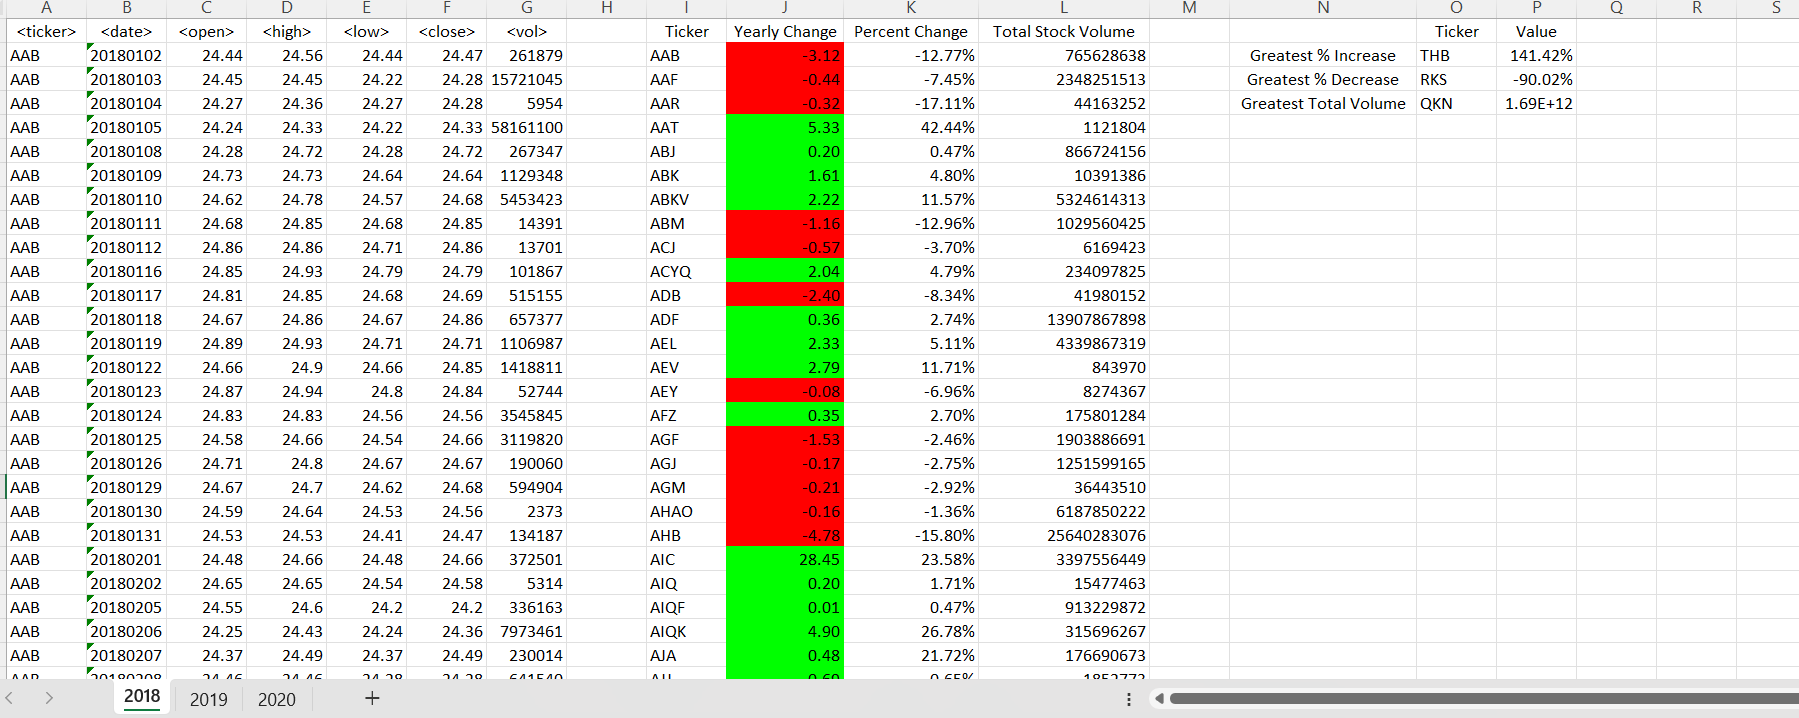 A B C D E F G H I J K L M N O P Q R S
<ticker> <date> <open> <high> <low> <close> <vol> Ticker Yearly Change Percent Change Total Stock Volume Ticker Value
AAB 20180102 24.44 24.56 24.44 24.47 261879 AAB -3.12 -12.77% 765628638 Greatest % Increase THB 141.42%
AAB 20180103 24.45 24.45 24.22 24.28 15721045 AAF -0.44 -7.45% 2348251513 Greatest % Decrease RKS -90.02%
AAB 20180104 24.27 24.36 24.27 24.28 5954 AAR -0.32 -17.11% 44163252 Greatest Total Volume QKN 1.69E+12
AAB 20180105 24.24 24.33 24.22 24.33 58161100 AAT 5.33 42.44% 1121804
AAB 20180108 24.28 24.72 24.28 24.72 267347 ABJ 0.20 0.47% 866724156
AAB 20180109 24.73 24.73 24.64 24.64 1129348 ABK 1.61 4.80% 10391386
AAB 20180110 24.62 24.78 24.57 24.68 5453423 ABKV 2.22 11.57% 5324614313
AAB 20180111 24.68 24.85 24.68 24.85 14391 ABM -1.16 -12.96% 1029560425
AAB 20180112 24.86 24.86 24.71 24.86 13701 ACJ -0.57 -3.70% 6169423
AAB 20180116 24.85 24.93 24.79 24.79 101867 ACYQ 2.04 4.79% 234097825
AAB 20180117 24.81 24.85 24.68 24.69 515155 ADB -2.40 -8.34% 41980152
AAB 20180118 24.67 24.86 24.67 24.86 657377 ADF 0.36 2.74% 13907867898
AAB 20180119 24.89 24.93 24.71 24.71 1106987 AEL 2.33 5.11% 4339867319
AAB 20180122 24.66 24.9 24.66 24.85 1418811 AEV 2.79 11.71% 843970
AAB 20180123 24.87 24.94 24.8 24.84 52744 AEY -0.08 -6.96% 8274367
AAB 20180124 24.83 24.83 24.56 24.56 3545845 AFZ 0.35 2.70% 175801284
AAB 20180125 24.58 24.66 24.54 24.66 3119820 AGF -1.53 -2.46% 1903886691
AAB 20180126 24.71 24.8 24.67 24.67 190060 AGJ -0.17 -2.75% 1251599165
AAB 20180129 24.67 24.7 24.62 24.68 594904 AGM -0.21 -2.92% 36443510
AAB 20180130 24.59 24.64 24.53 24.56 2373 AHAO -0.16 -1.36% 6187850222
AAB 20180131 24.53 24.53 24.41 24.47 134187 AHB -4.78 -15.80% 25640283076
AAB 20180201 24.48 24.66 24.48 24.66 372501 AIC 28.45 23.58% 3397556449
AAB 20180202 24.65 24.65 24.54 24.58 5314 AIQ 0.20 1.71% 15477463
AAB 20180205 24.55 24.6 24.2 24.2 336163 AIQF 0.01 0.47% 913229872
AAB 20180206 24.25 24.43 24.24 24.36 7973461 AIQK 4.90 26.78% 315696267
AAB 20180207 24.37 24.49 24.37 24.49 230014 AJA 0.48 21.72% 176690673
2018 2019 2020